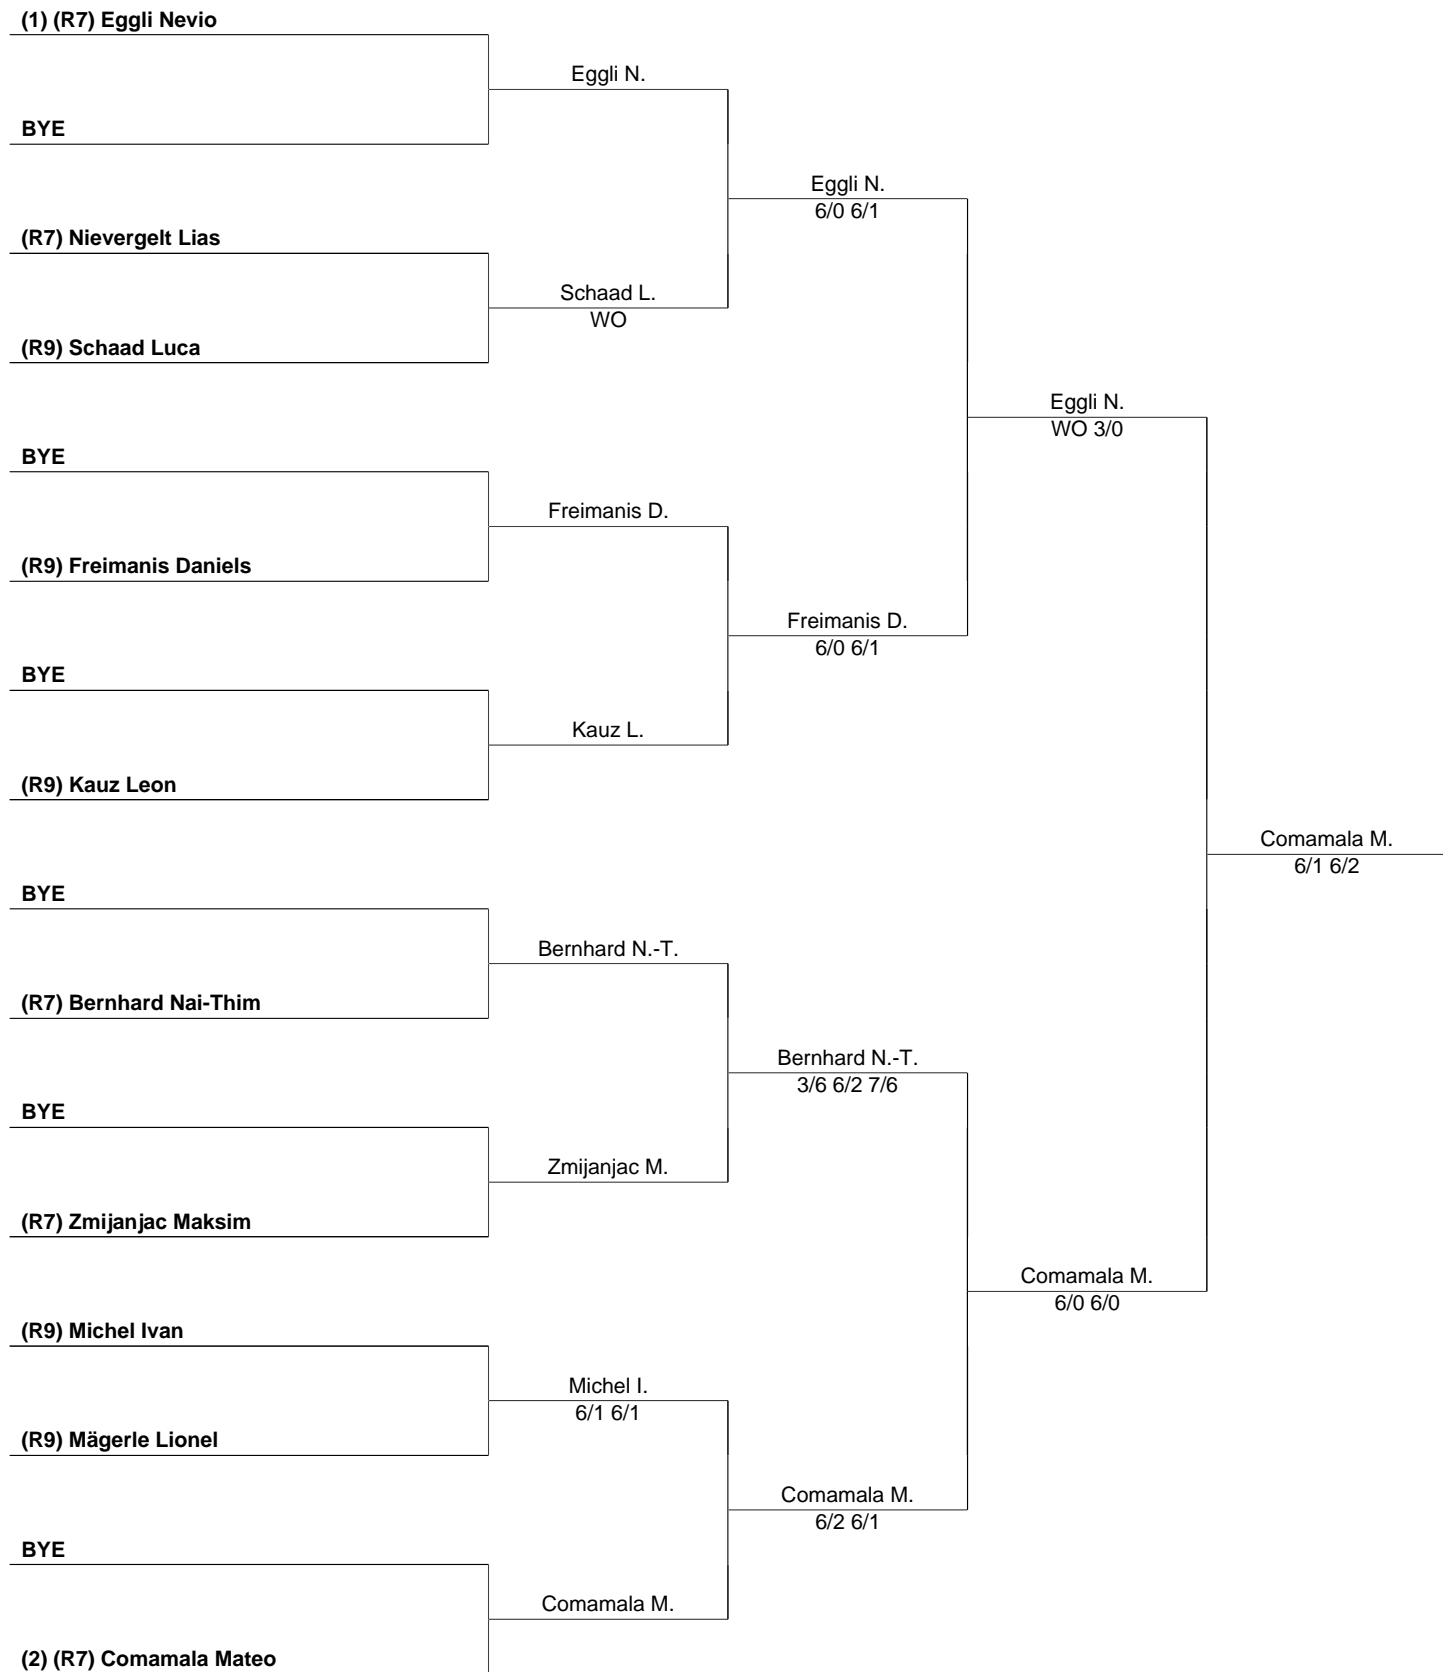 (1) (R7) Eggli Nevio
Eggli N.
BYE
Eggli N.
6/0 6/1
(R7) Nievergelt Lias
Schaad L.
WO
(R9) Schaad Luca
Eggli N.
WO 3/0
BYE
Freimanis D.
(R9) Freimanis Daniels
Freimanis D.
6/0 6/1
BYE
Kauz L.
(R9) Kauz Leon
Comamala M.
6/1 6/2
BYE
Bernhard N.-T.
(R7) Bernhard Nai-Thim
Bernhard N.-T.
3/6 6/2 7/6
BYE
Zmijanjac M.
(R7) Zmijanjac Maksim
Comamala M.
6/0 6/0
(R9) Michel Ivan
Michel I.
6/1 6/1
(R9) Mägerle Lionel
Comamala M.
6/2 6/1
BYE
Comamala M.
(2) (R7) Comamala Mateo